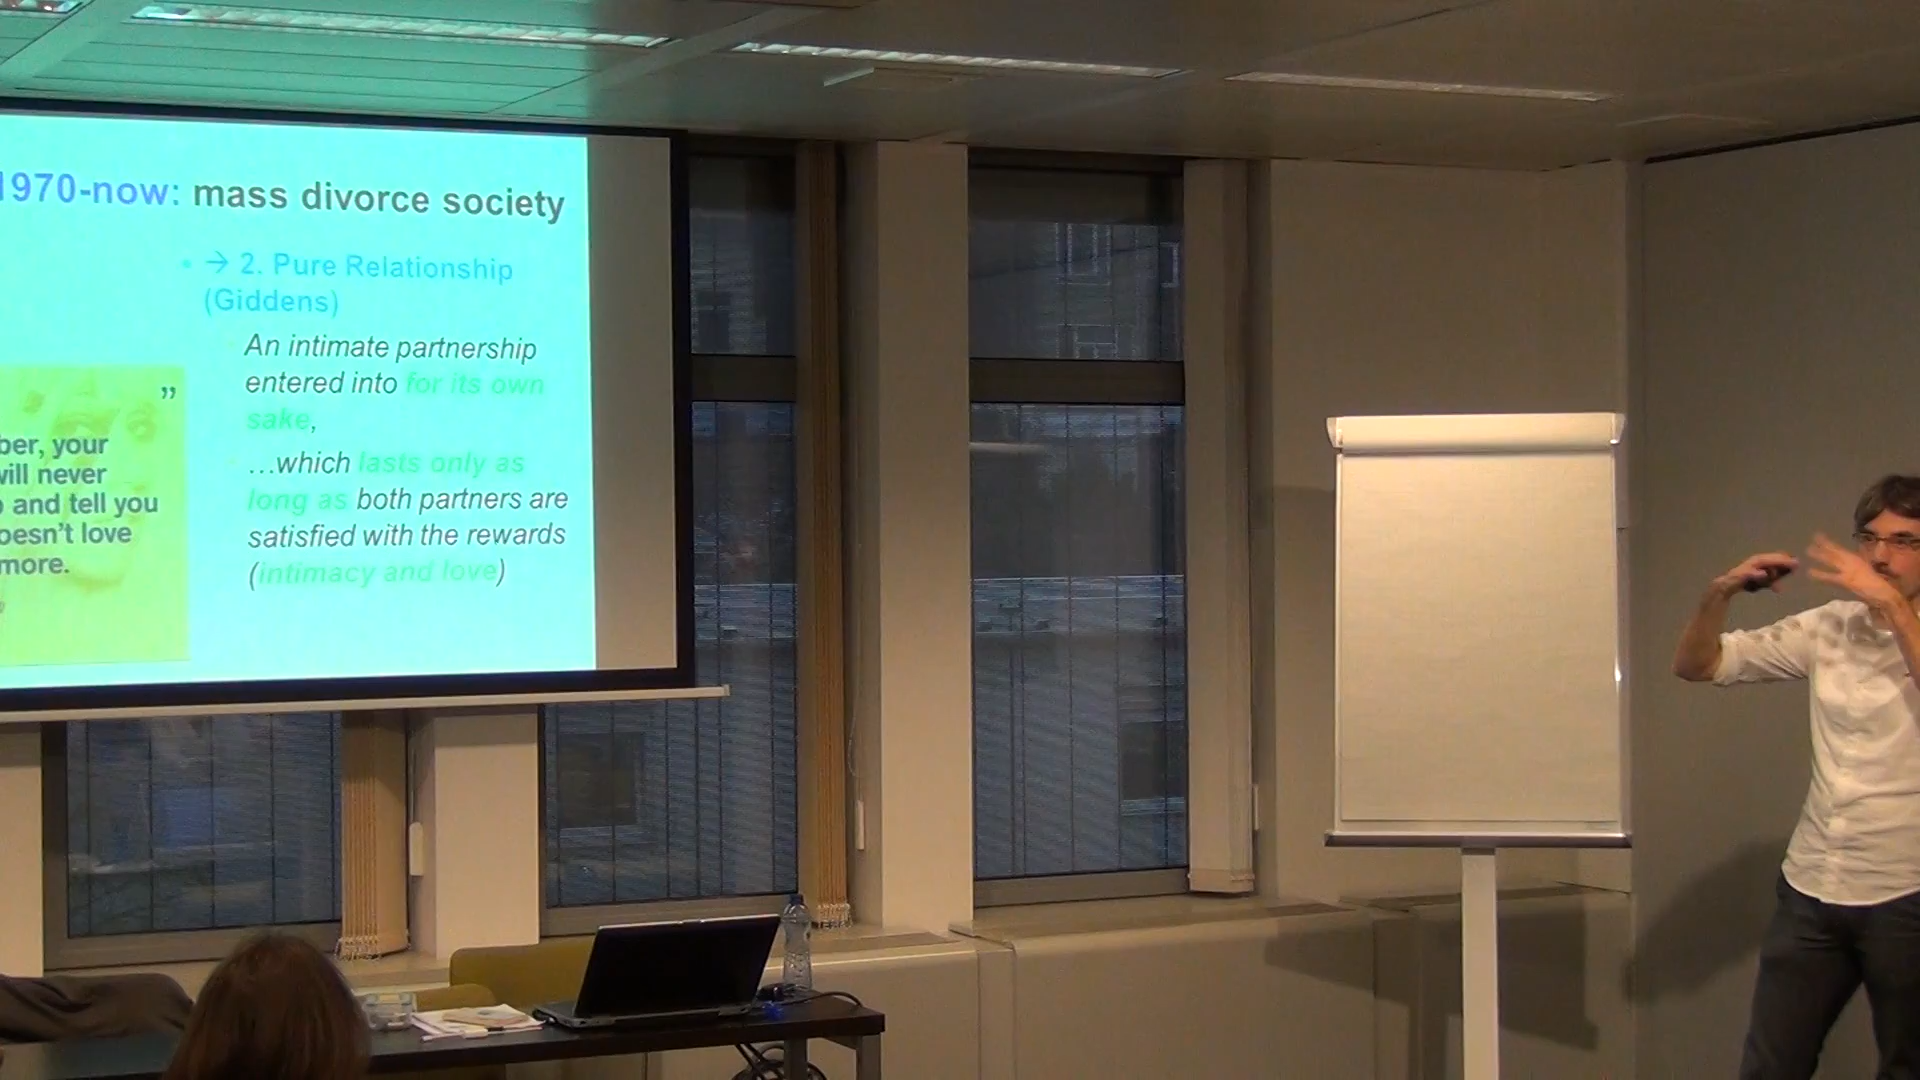 1970-now: mass divorce society
• → 2. Pure Relationship
(Giddens)
An intimate partnership
entered into for its own
sake,
…which lasts only as
long as both partners are
satisfied with the rewards
(intimacy and love)
”
your
will never
and tell you
doesn't love
more.